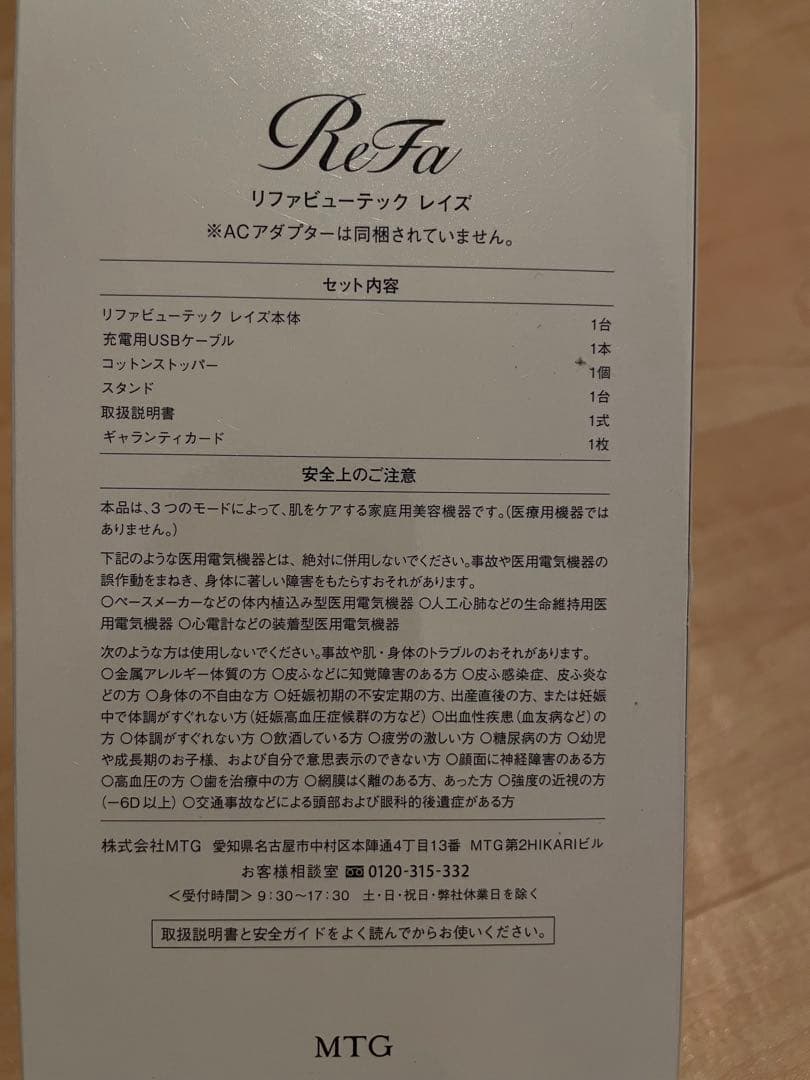 ReFa
リファビューテック レイズ
※ACアダプターは同梱されていません。
セット内容
リファビューテック レイズ本体 1台
充電用USBケーブル 1本
コットンストッパー 1個
スタンド 1台
取扱説明書 1式
ギャランティカード 1枚
安全上のご注意
本品は、3つのモードによって、肌をケアする家庭用美容機器です。(医療用機器では
ありません。)
下記のような医用電気機器とは、絶対に併用しないでください。事故や医用電気機器の
誤作動をまねき、身体に著しい障害をもたらすおそれがあります。
○ペースメーカーなどの体内植込み型医用電気機器 ○人工心肺などの生命維持用医
用電気機器 ○心電計などの装着型医用電気機器
次のような方は使用しないでください。事故や肌・身体のトラブルのおそれがあります。
○金属アレルギー体質の方 ○皮ふなどに知覚障害のある方 ○皮ふ感染症、皮ふ炎な
どの方 ○身体の不自由な方 ○妊娠初期の不安定期の方、出産直後の方、または妊娠
中で体調がすぐれない方(妊娠高血圧症候群の方など) ○出血性疾患(血友病など)の
方 ○体調がすぐれない方 ○飲酒している方 ○疲労の激しい方 ○糖尿病の方 ○幼児
や成長期のお子様、および自分で意思表示のできない方 ○顔面に神経障害のある方
○高血圧の方 ○歯を治療中の方 ○網膜はく離のある方、あった方 ○強度の近視の方
(−6D以上) ○交通事故などによる頭部および眼科的後遺症がある方
株式会社MTG 愛知県名古屋市中村区本陣通4丁目13番 MTG第2HIKARIビル
お客様相談室 0120-315-332
<受付時間> 9:30〜17:30 土・日・祝日・弊社休業日を除く
取扱説明書と安全ガイドをよく読んでからお使いください。
MTG